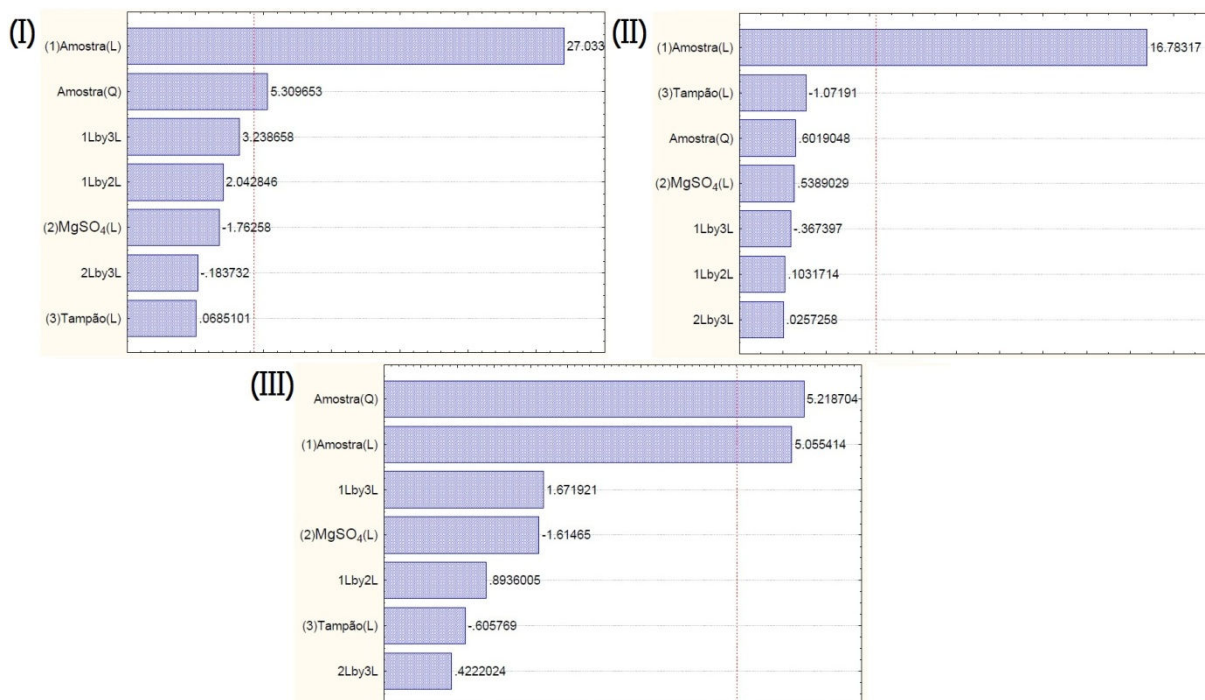 (I)
(1)Amostra(L) 27.033
Amostra(Q) 5.309653
1Lby3L 3.238658
1Lby2L 2.042846
(2)MgSO₄(L) -1.76258
2Lby3L -.183732
(3)Tampão(L) .0685101
(II)
(1)Amostra(L) 16.78317
(3)Tampão(L) -1.07191
Amostra(Q) .6019048
(2)MgSO₄(L) .5389029
1Lby3L -.367397
1Lby2L .1031714
2Lby3L .0257258
(III)
Amostra(Q) 5.218704
(1)Amostra(L) 5.055414
1Lby3L 1.671921
(2)MgSO₄(L) -1.61465
1Lby2L .8936005
(3)Tampão(L) -.605769
2Lby3L .4222024